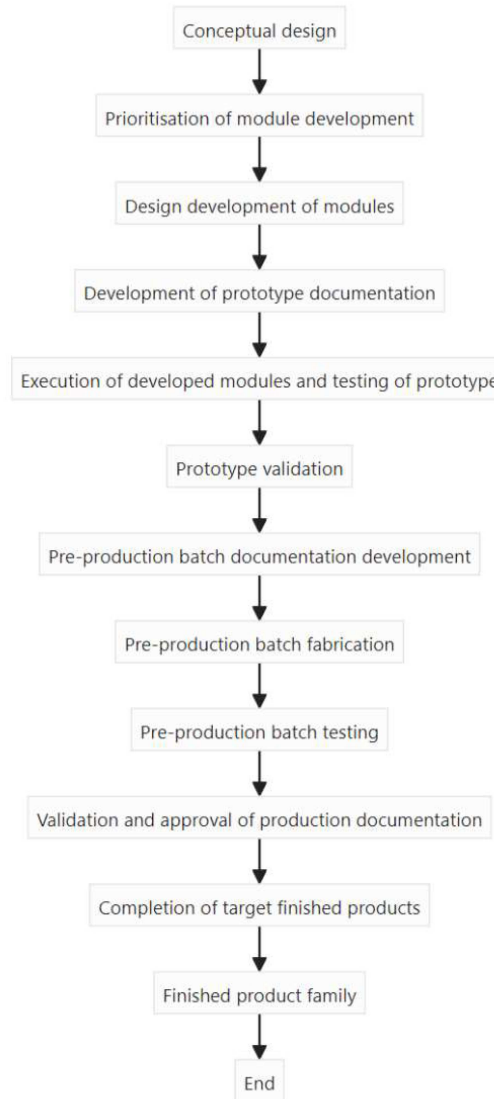 Conceptual design
Prioritisation of module development
Design development of modules
Development of prototype documentation
Execution of developed modules and testing of prototype
Prototype validation
Pre-production batch documentation development
Pre-production batch fabrication
Pre-production batch testing
Validation and approval of production documentation
Completion of target finished products
Finished product family
End